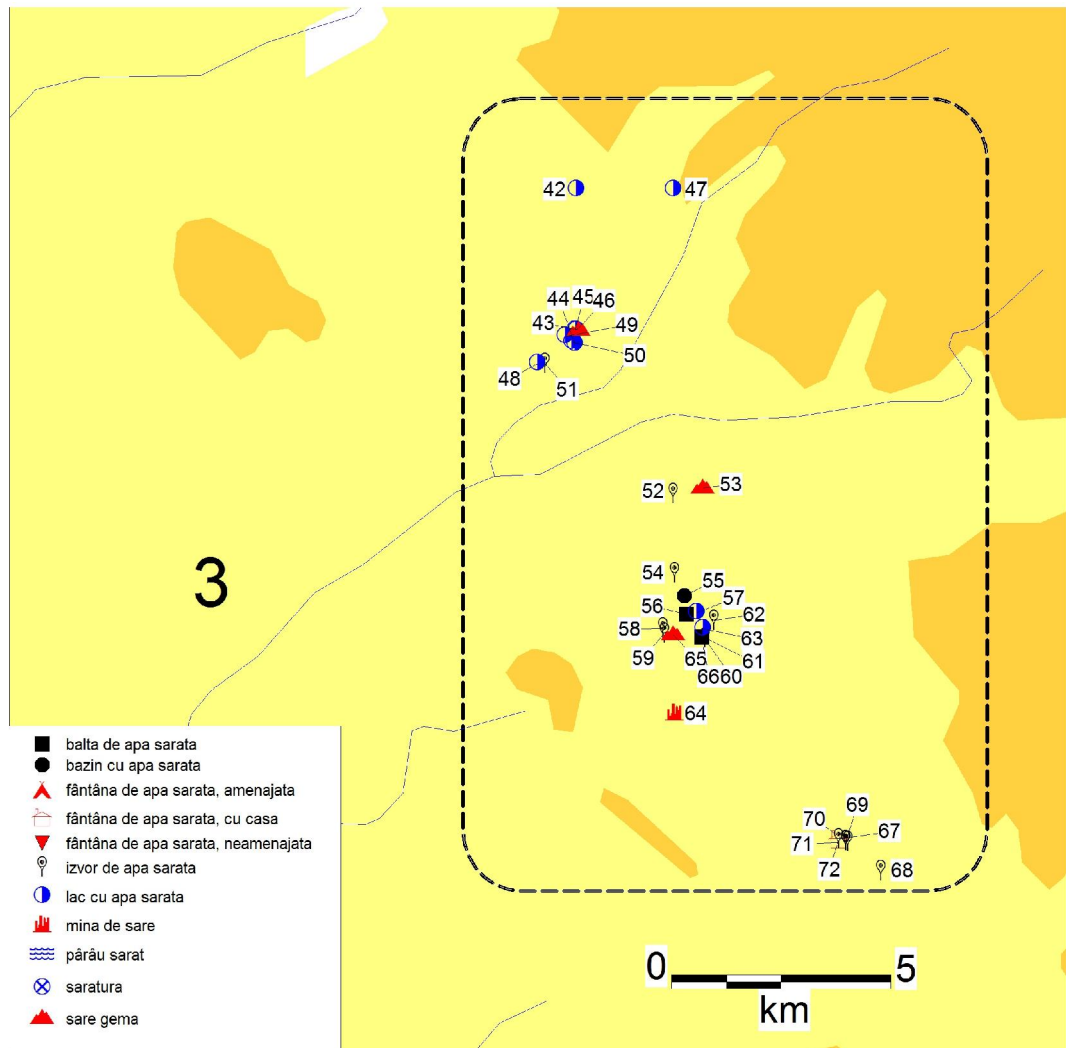 42
47
44
45
46
43
49
50
48
51
52
53
3
54
55
56
57
62
58
63
59
65
61
6660
64
balta de apa sarata
bazin cu apa sarata
fântâna de apa sarata, amenajata
fântâna de apa sarata, cu casa
fântâna de apa sarata, neamenajata
izvor de apa sarata
lac cu apa sarata
mina de sare
pârâu sarat
saratura
sare gema
69
70
67
71
72
68
0
5
km